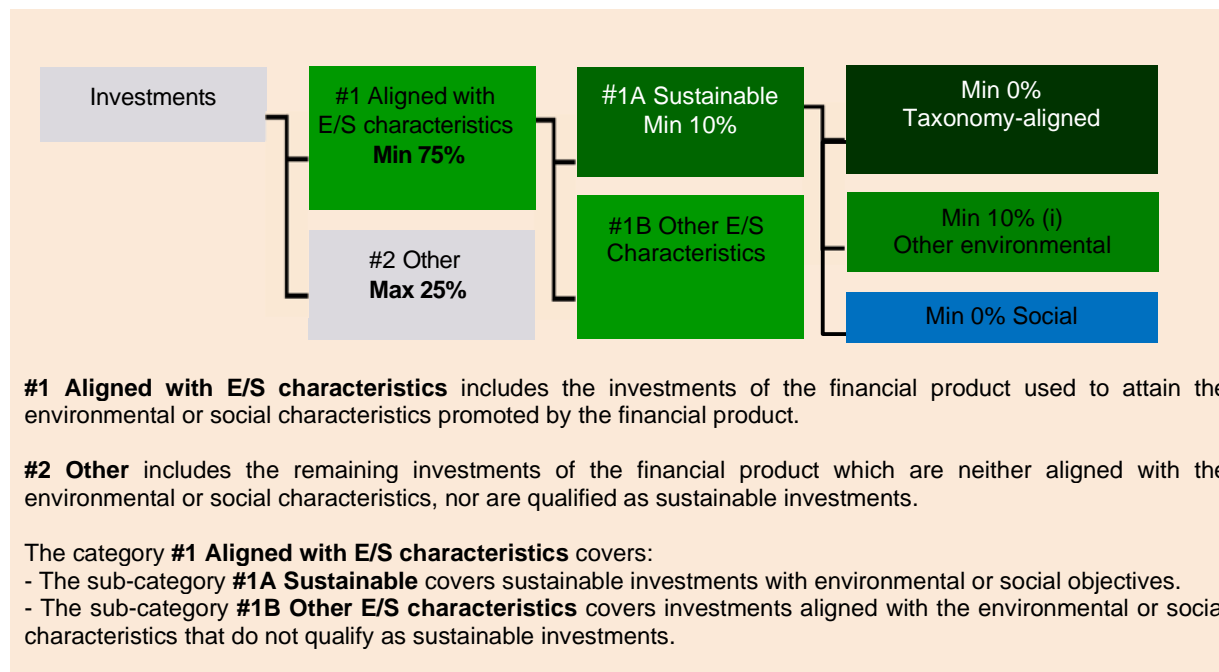 Investments
#1 Aligned with
E/S characteristics
Min 75%
#2 Other
Max 25%
#1A Sustainable
Min 10%
#1B Other E/S
Characteristics
Min 0%
Taxonomy-aligned
Min 10% (i)
Other environmental
Min 0% Social
#1 Aligned with E/S characteristics includes the investments of the financial product used to attain the
environmental or social characteristics promoted by the financial product.
#2 Other includes the remaining investments of the financial product which are neither aligned with the
environmental or social characteristics, nor are qualified as sustainable investments.
The category #1 Aligned with E/S characteristics covers:
- The sub-category #1A Sustainable covers sustainable investments with environmental or social objectives.
- The sub-category #1B Other E/S characteristics covers investments aligned with the environmental or social
characteristics that do not qualify as sustainable investments.